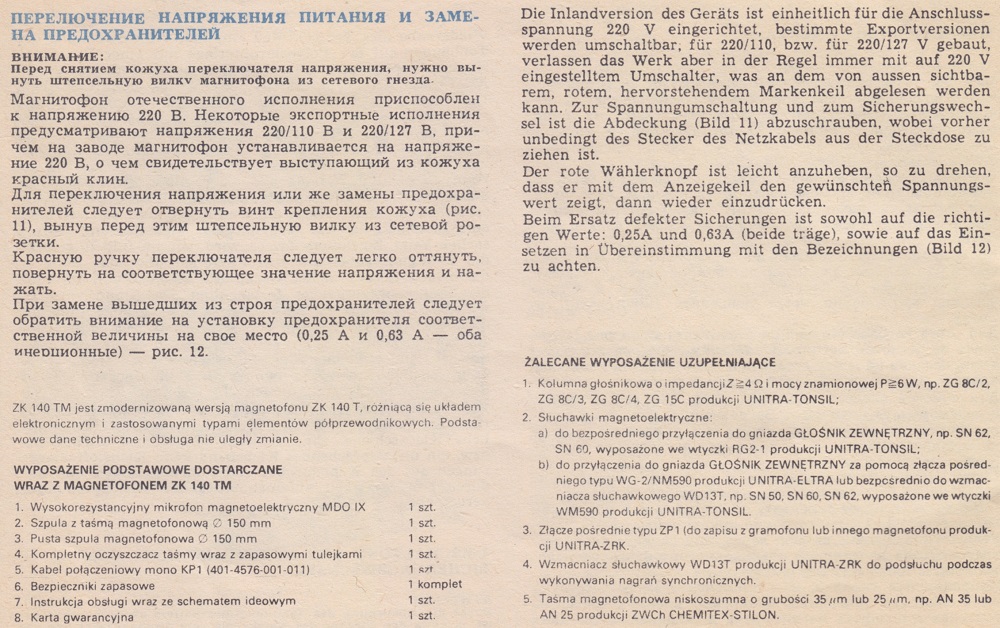 ПЕРЕЛЮЧЕНИЕ НАПРЯЖЕНИЯ ПИТАНИЯ И ЗАМЕ-
НА ПРЕДОХРАНИТЕЛЕЙ
ВНИМАНИЕ:
Перед снятием кожуха переключателя напряжения, нужно вы-
нуть штепсельную вилку магнитофона из сетевого гнезда.
Магнитофон отечественного исполнения приспособлен
к напряжению 220 В. Некоторые экспортные исполнения
предусматривают напряжения 220/110 В и 220/127 В, при-
чем на заводе магнитофон устанавливается на напряже-
ние 220 В, о чем свидетельствует выступающий из кожуха
красный клин.
Для переключения напряжения или же замены предохра-
нителей следует отвернуть винт крепления кожуха (рис.
11), вынув перед этим штепсельную вилку из сетевой ро-
зетки.
Красную ручку переключателя следует легко оттянуть,
повернуть на соответствующее значение напряжения и на-
жать.
При замене вышедших из строя предохранителей следует
обратить внимание на установку предохранителя соответ-
ственной величины на свое место (0,25 А и 0,63 А — оба
инерционные) — рис. 12.
ZK 140 TM jest zmodernizowaną wersją magnetofonu ZK 140 T, różniącą się układem
elektronicznym i zastosowanymi typami elementów półprzewodnikowych. Podsta-
wowe dane techniczne i obsługa nie uległy zmianie.
WYPOSAŻENIE PODSTAWOWE DOSTARCZANE
WRAZ Z MAGNETOFONEM ZK 140 TM
1. Wysokorezystancyjny mikrofon magnetoelektryczny MDO IX 1 szt.
2. Szpula z taśmą magnetofonową ∅ 150 mm 1 szt.
3. Pusta szpula magnetofonowa ∅ 150 mm 1 szt.
4. Kompletny oczyszczacz taśmy wraz z zapasowymi tulejkami 1 szt.
5. Kabel połączeniowy mono KP1 (401-4576-001-011) 1 szt.
6. Bezpieczniki zapasowe 1 komplet
7. Instrukcja obsługi wraz ze schematem ideowym 1 szt.
8. Karta gwarancyjna 1 szt.
Die Inlandversion des Geräts ist einheitlich für die Anschluss-
spannung 220 V eingerichtet, bestimmte Exportversionen
werden umschaltbar, für 220/110, bzw. für 220/127 V gebaut,
verlassen das Werk aber in der Regel immer mit auf 220 V
eingestelltem Umschalter, was an dem von aussen sichtba-
rem, rotem, hervorstehendem Markenkeil abgelesen werden
kann. Zur Spannungumschaltung und zum Sicherungswech-
sel ist die Abdeckung (Bild 11) abzuschrauben, wobei vorher
unbedingt des Stecker des Netzkabels aus der Steckdose zu
ziehen ist.
Der rote Wählerknopf ist leicht anzuheben, so zu drehen,
dass er mit dem Anzeigekeil den gewünschten Spannungs-
wert zeigt, dann wieder einzudrücken.
Beim Ersatz defekter Sicherungen ist sowohl auf die richti-
gen Werte: 0,25A und 0,63A (beide träge), sowie auf das Ein-
setzen in Übereinstimmung mit den Bezeichnungen (Bild 12)
zu achten.
ZALECANE WYPOSAŻENIE UZUPEŁNIAJĄCE
1. Kolumna głośnikowa o impedancji Z≧4 Ω i mocy znamionowej P≧6 W, np. ZG 8C/2,
ZG 8C/3, ZG 8C/4, ZG 15C produkcji UNITRA-TONSIL;
2. Słuchawki magnetoelektryczne:
a) do bezpośredniego przyłączenia do gniazda GŁOŚNIK ZEWNĘTRZNY, np. SN 62,
SN 60, wyposażone we wtyczki RG2-1 produkcji UNITRA-TONSIL;
b) do przyłączenia do gniazda GŁOŚNIK ZEWNĘTRZNY za pomocą złącza pośred-
niego typu WG-2/NM590 produkcji UNITRA-ELTRA lub bezpośrednio do wzmac-
niacza słuchawkowego WD13T, np. SN 50, SN 60, SN 62, wyposażone we wtyczki
WM590 produkcji UNITRA-TONSIL.
3. Złącze pośrednie typu ZP1 (do zapisu z gramofonu lub innego magnetofonu produk-
cji UNITRA-ZRK.
4. Wzmacniacz słuchawkowy WD13T produkcji UNITRA-ZRK do podsłuchu podczas
wykonywania nagrań synchronicznych.
5. Taśma magnetofonowa niskoszumna o grubości 35 μm lub 25 μm, np. AN 35 lub
AN 25 produkcji ZWCh CHEMITEX-STILON.